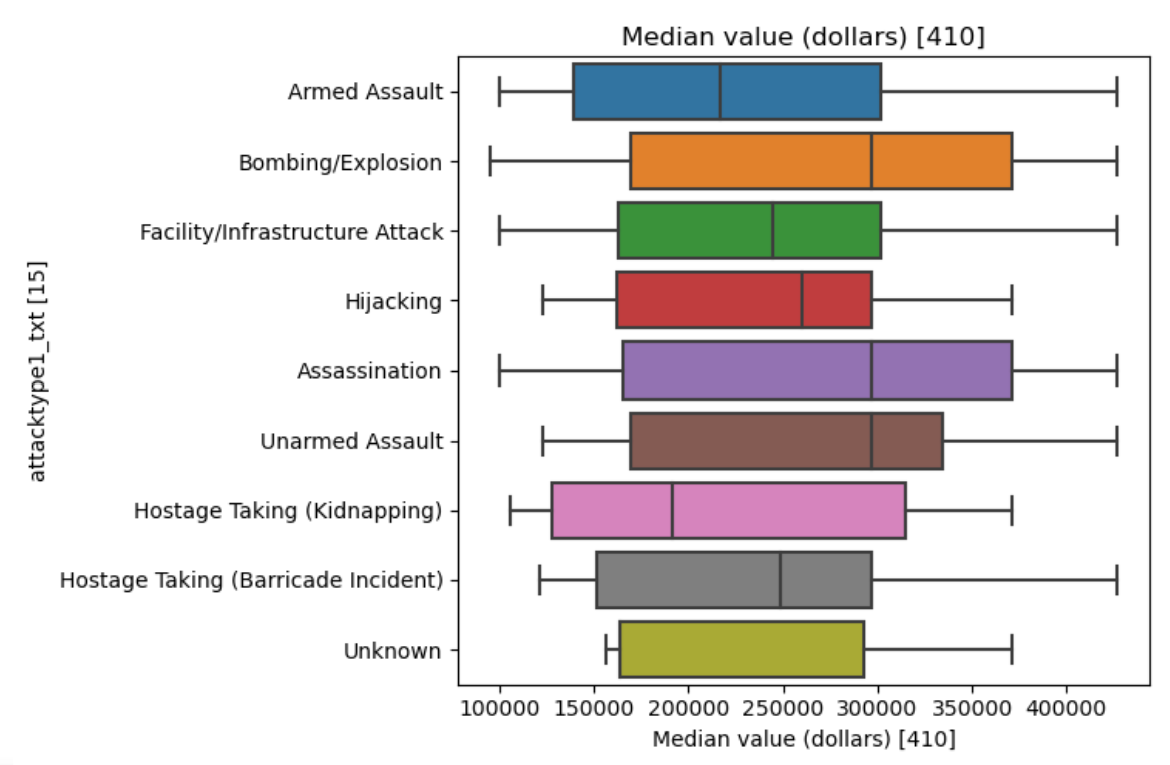 Median value (dollars) [410]
Armed Assault
Bombing/Explosion
Facility/Infrastructure Attack
Hijacking
Assassination
Unarmed Assault
Hostage Taking (Kidnapping)
Hostage Taking (Barricade Incident)
Unknown
attacktype1_txt [15]
100000 150000 200000 250000 300000 350000 400000
Median value (dollars) [410]